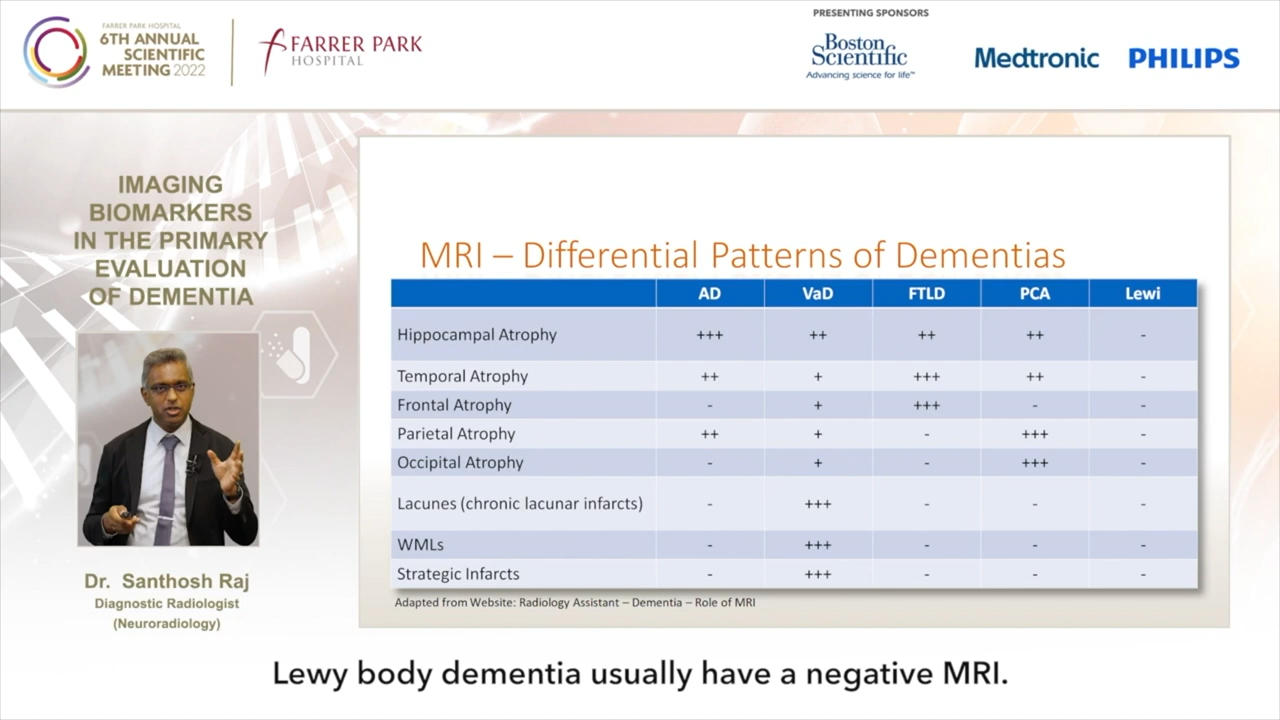 FARRER PARK HOSPITAL
6TH ANNUAL
SCIENTIFIC
MEETING 2022
FARRER PARK
HOSPITAL
PRESENTING SPONSORS
Boston
Scientific
Advancing science for life™
Medtronic
PHILIPS
IMAGING
BIOMARKERS
IN THE PRIMARY
EVALUATION
OF DEMENTIA
Dr. Santhosh Raj
Diagnostic Radiologist
(Neuroradiology)
MRI – Differential Patterns of Dementias
AD VaD FTLD PCA Lewi
Hippocampal Atrophy +++ ++ ++ ++ -
Temporal Atrophy ++ + +++ ++ -
Frontal Atrophy - + +++ - -
Parietal Atrophy ++ + - +++ -
Occipital Atrophy - + - +++ -
Lacunes (chronic lacunar infarcts) - +++ - - -
WMLs - +++ - - -
Strategic Infarcts - +++ - - -
Adapted from Website: Radiology Assistant – Dementia – Role of MRI
Lewy body dementia usually have a negative MRI.